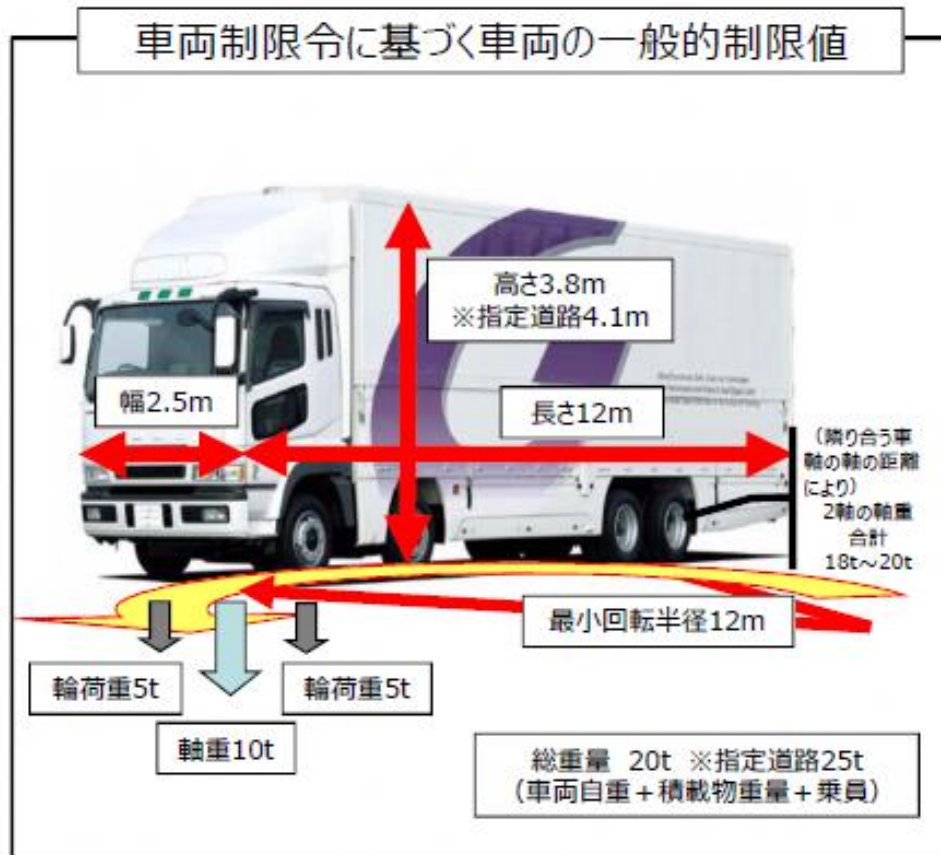 車両制限令に基づく車両の一般的制限値
高さ3.8m
※指定道路4.1m
幅2.5m
長さ12m
(隣り合う車
軸の軸の距離
により)
2軸の軸重
合計
18t～20t
最小回転半径12m
輪荷重5t
輪荷重5t
軸重10t
総重量 20t ※指定道路25t
(車両自重＋積載物重量＋乗員)